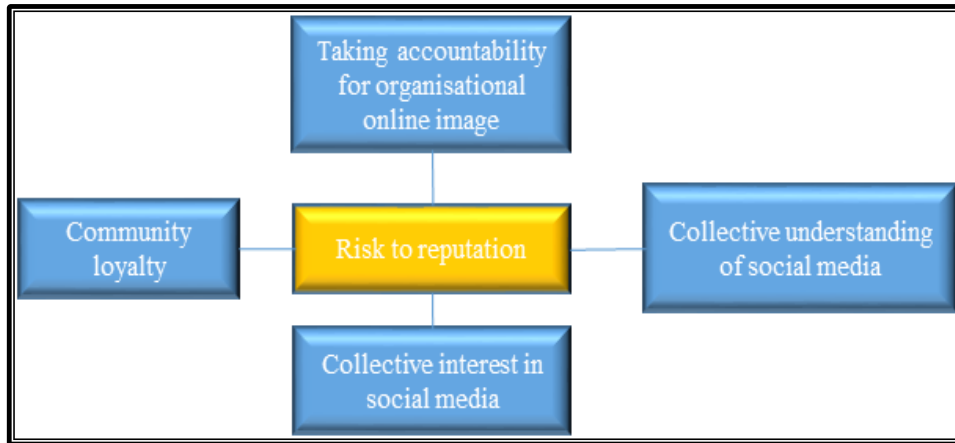 Taking accountability
for organisational
online image
Community
loyalty
Risk to reputation
Collective understanding
of social media
Collective interest in
social media